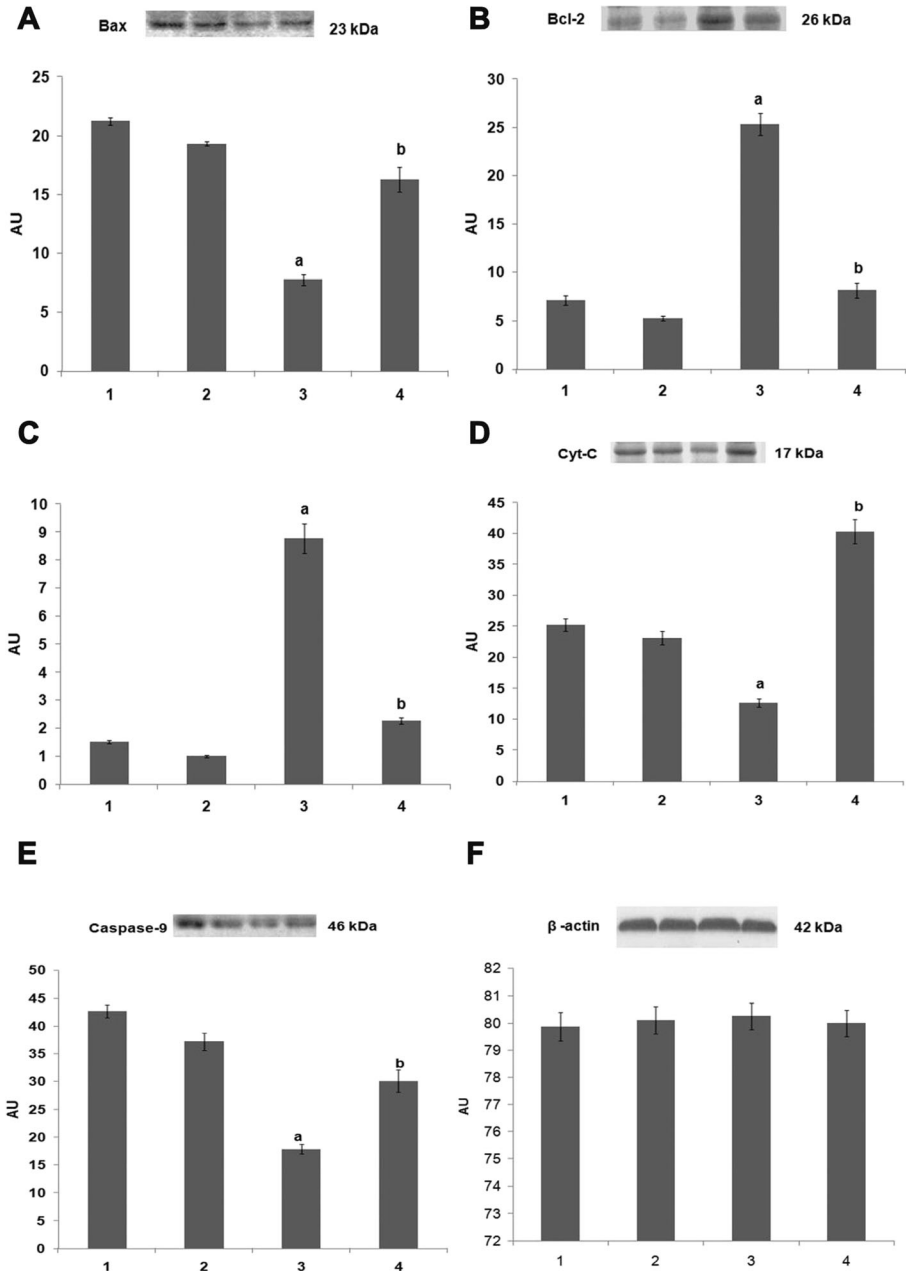 A
Bax 23 kDa
25
20
15
10
5
0
AU
a
b
1 2 3 4
B
Bcl-2 26 kDa
30
25
20
15
10
5
0
AU
a
b
1 2 3 4
C
10
9
8
7
6
5
4
3
2
1
0
AU
a
b
1 2 3 4
D
Cyt-C 17 kDa
45
40
35
30
25
20
15
10
5
0
AU
a
b
1 2 3 4
E
Caspase-9 46 kDa
50
45
40
35
30
25
20
15
10
5
0
AU
a
b
1 2 3 4
F
β -actin 42 kDa
82
81
80
79
78
77
76
75
74
73
72
AU
1 2 3 4